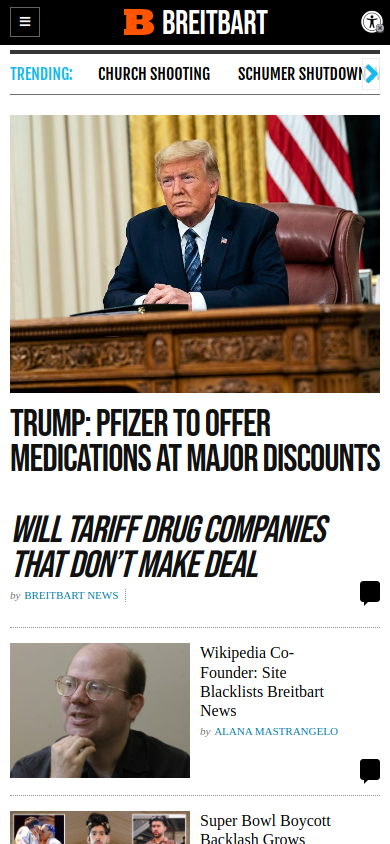 B BREITBART
TRENDING:
CHURCH SHOOTING
SCHUMER SHUTDOWN
TRUMP: PFIZER TO OFFER
MEDICATIONS AT MAJOR DISCOUNTS
WILL TARIFF DRUG COMPANIES
THAT DON’T MAKE DEAL
by BREITBART NEWS
Wikipedia Co-
Founder: Site
Blacklists Breitbart
News
by ALANA MASTRANGELO
Super Bowl Boycott
Backlash Grows